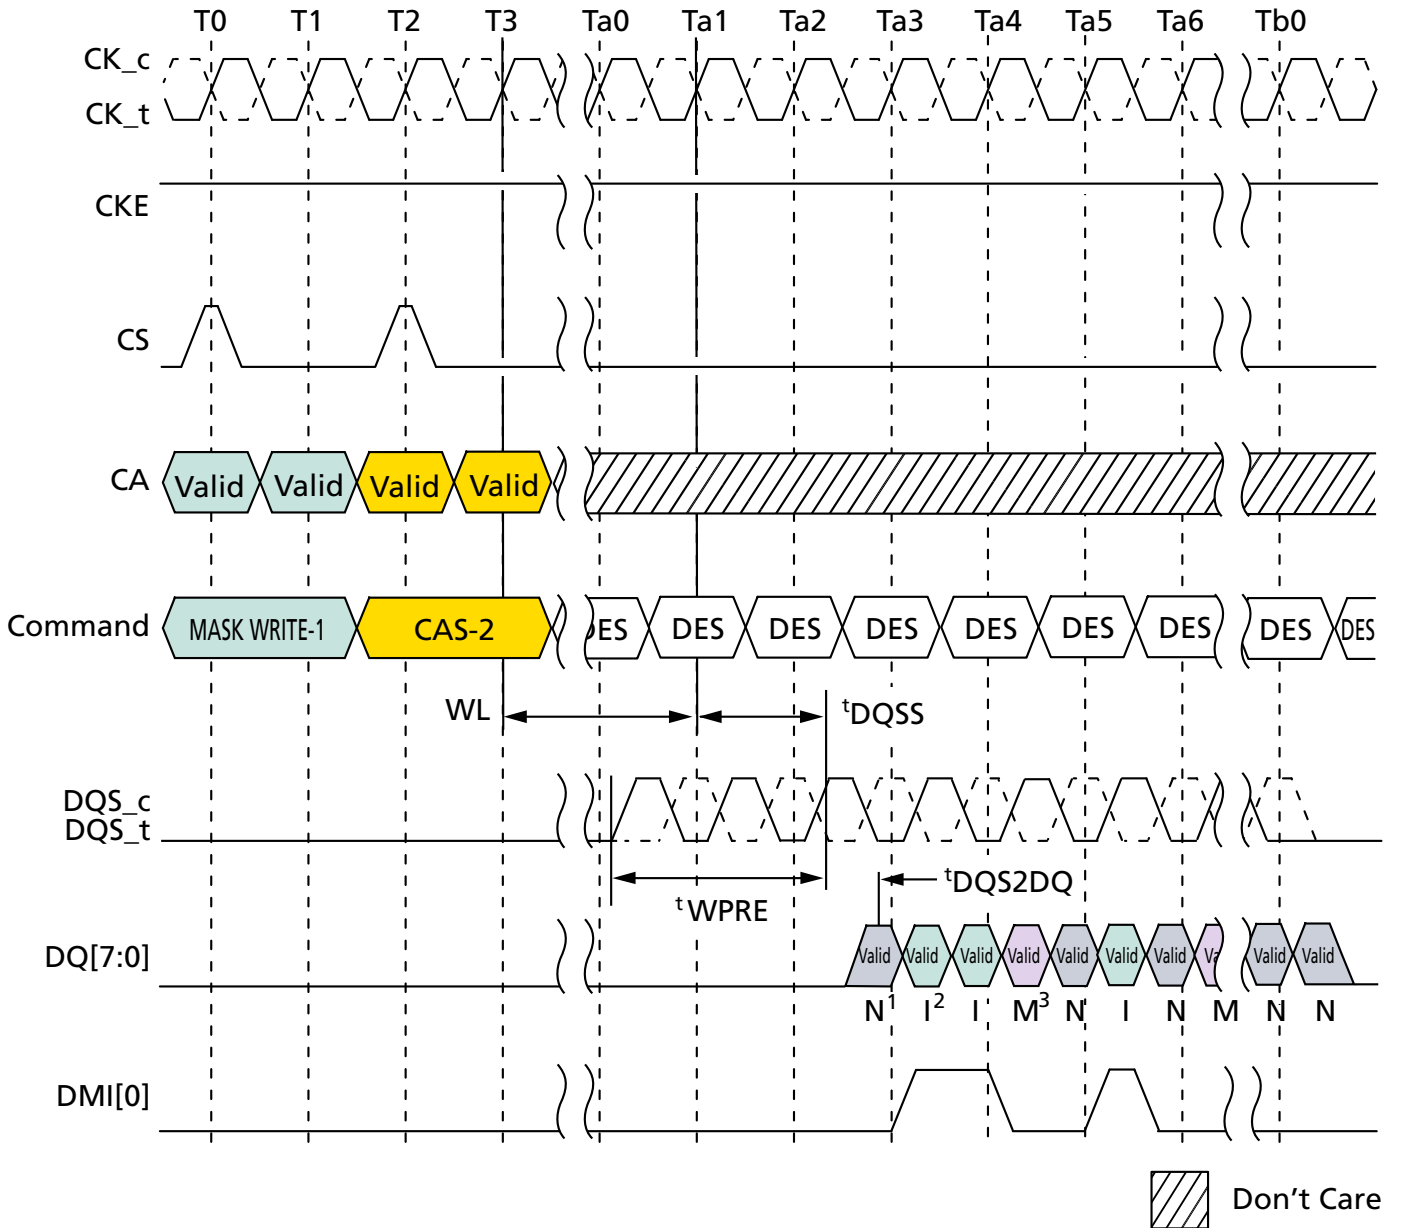 T0 T1 T2 T3 Ta0 Ta1 Ta2 Ta3 Ta4 Ta5 Ta6 Tb0
CK_c
CK_t
CKE
CS
CA Valid Valid Valid Valid
Command MASK WRITE-1 CAS-2 DES DES DES DES DES DES DES DES DES
WL tDQSS
DQS_c
DQS_t
tDQS2DQ
tWPRE
DQ[7:0] Valid Valid Valid Valid Valid Valid Valid Va Valid Valid
N1 I2 I M3 N I N M N N
DMI[0]
Don't Care